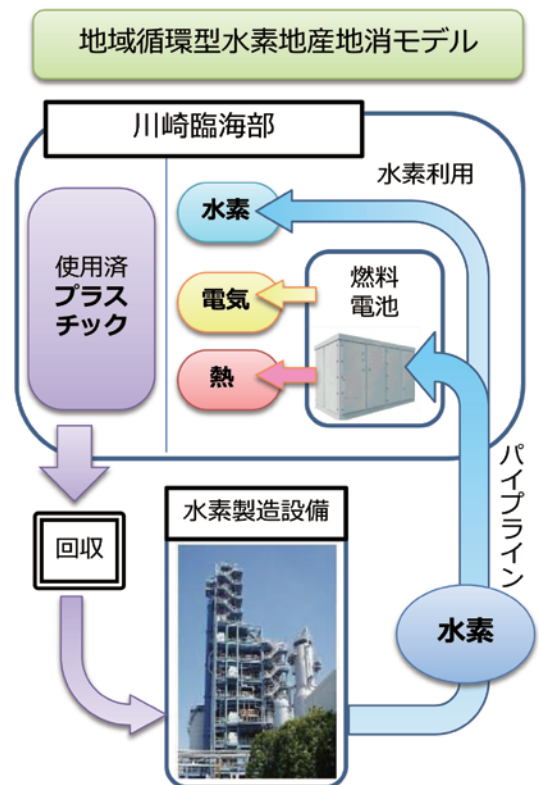 地域循環型水素地産地消モデル
川崎臨海部
水素利用
使用済
プラス
チック
水素
電気
熱
燃料
電池
パイプライン
回収
水素製造設備
水素